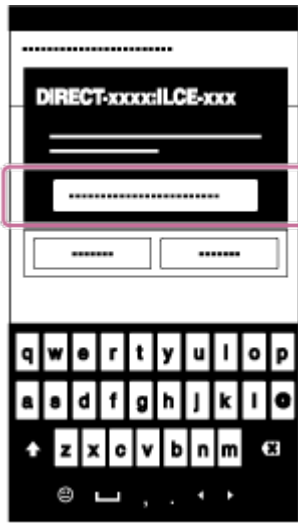 DIRECT-xxxx:ILCE-xxx
q w e r t y u i o p
a s d f g h j k l
z x c v b n m
, .